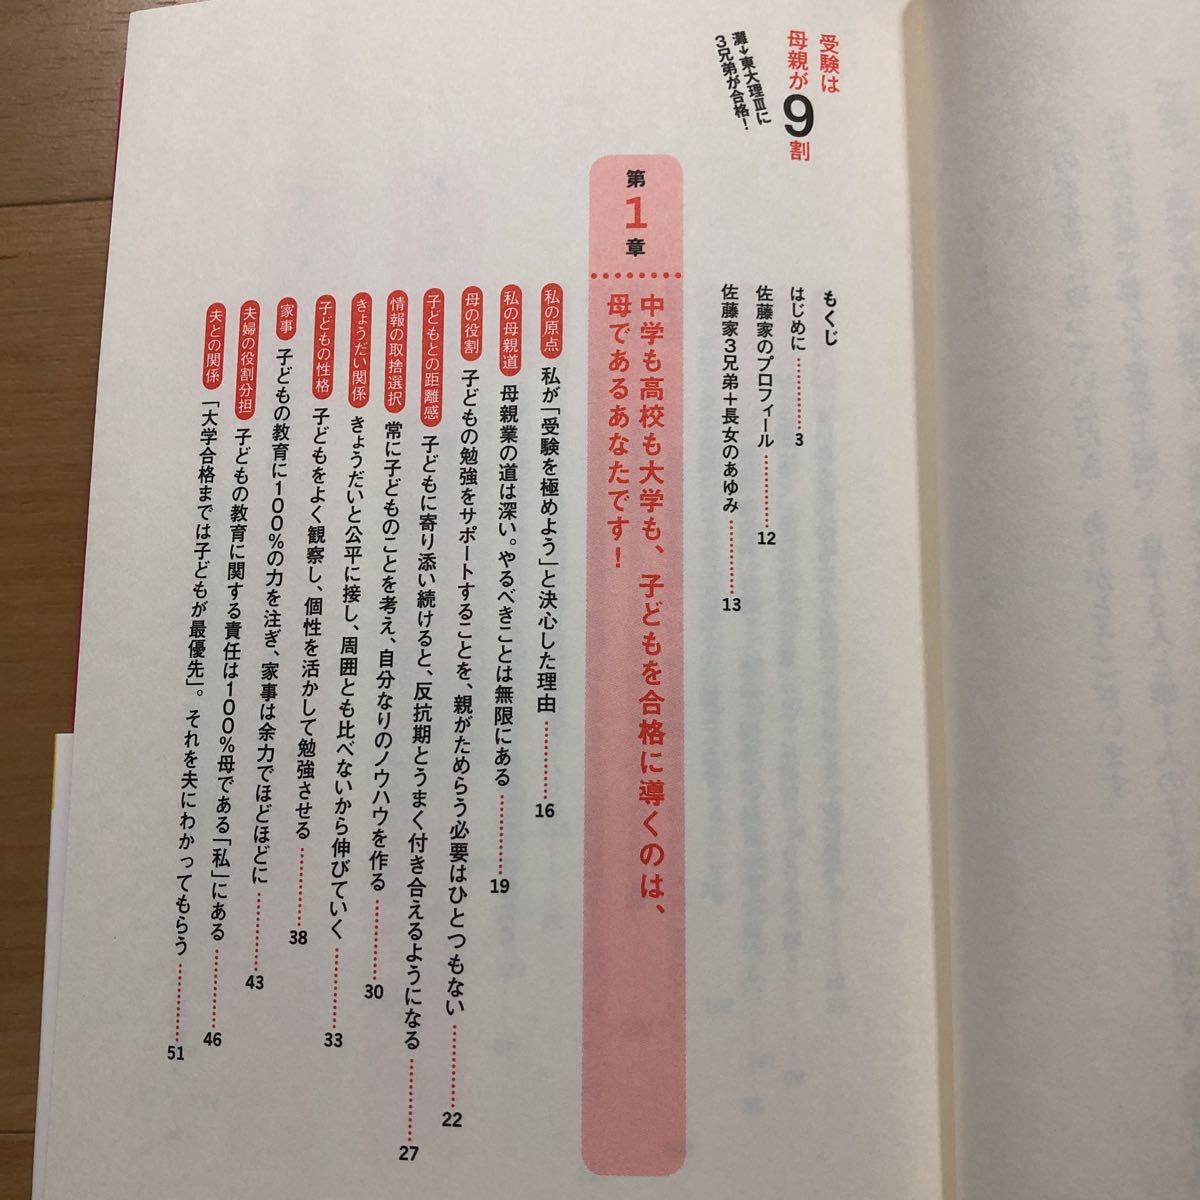 受験は
母親が9割
灘→東大理Ⅲに
3兄弟が合格!
もくじ
はじめに 3
佐藤家のプロフィール 12
佐藤家3兄弟+長女のあゆみ 13
第1章
中学も高校も大学も、子どもを合格に導くのは、
母であるあなたです!
私の原点 私が「受験を極めよう」と決心した理由 16
私の母親道 母親業の道は深い。やるべきことは無限にある 19
母の役割 子どもの勉強をサポートすることを、親がためらう必要はひとつもない 22
子どもとの距離感 子どもに寄り添い続けると、反抗期とうまく付き合えるようになる 27
情報の取捨選択 常に子どものことを考え、自分なりのノウハウを作る 30
きょうだい関係 きょうだいと公平に接し、周囲とも比べないから伸びていく 33
子どもの性格 子どもをよく観察し、個性を活かして勉強させる 38
家事 子どもの教育に100%の力を注ぎ、家事は余力でほどほどに 43
夫婦の役割分担 子どもの教育に関する責任は100%母である「私」にある 46
夫との関係 「大学合格までは子どもが最優先」。それを夫にわかってもらう 51